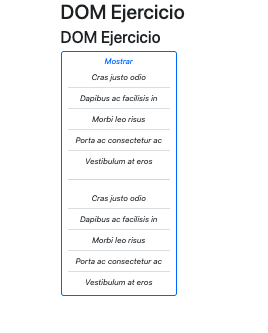 DOM Ejercicio
DOM Ejercicio
Mostrar
Cras justo odio
Dapibus ac facilisis in
Morbi leo risus
Porta ac consectetur ac
Vestibulum at eros
Cras justo odio
Dapibus ac facilisis in
Morbi leo risus
Porta ac consectetur ac
Vestibulum at eros